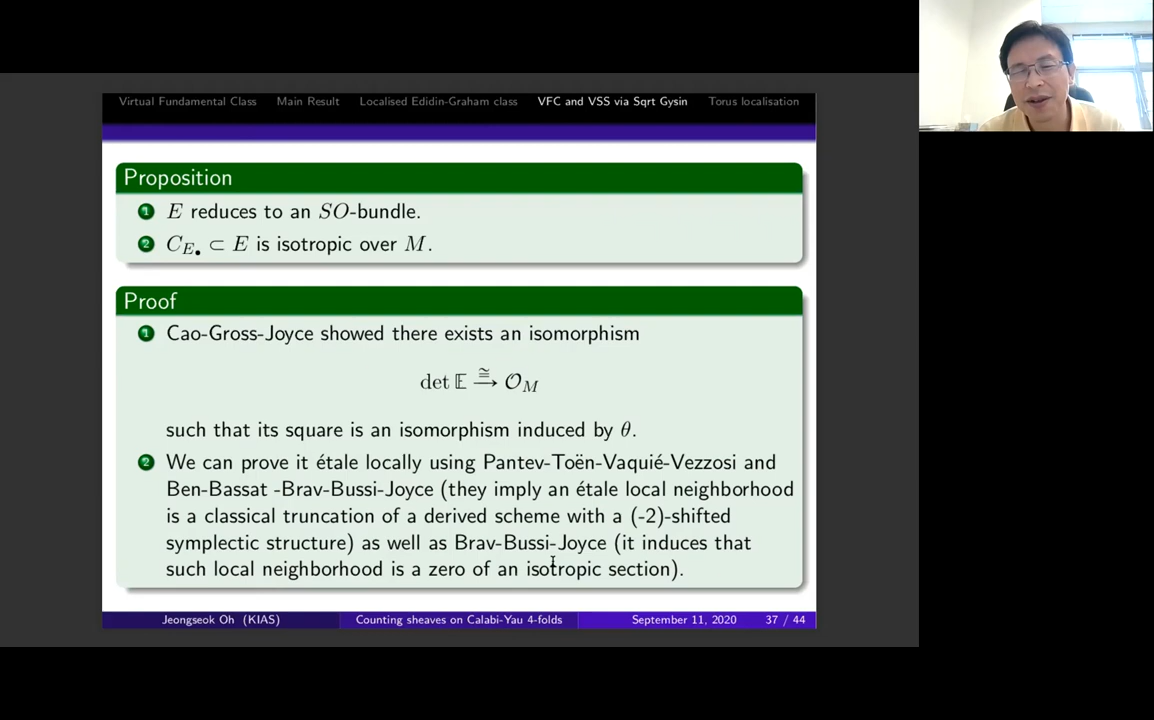 Virtual Fundamental Class Main Result Localised Edidin-Graham class VFC and VSS via Sqrt Gysin Torus localisation
Proposition
1 E reduces to an SO-bundle.
2 C_{E_•} ⊂ E is isotropic over M.
Proof
1 Cao-Gross-Joyce showed there exists an isomorphism
det 𝔼 ≅→ 𝒪_M
such that its square is an isomorphism induced by θ.
2 We can prove it étale locally using Pantev-Toën-Vaquié-Vezzosi and
Ben-Bassat -Brav-Bussi-Joyce (they imply an étale local neighborhood
is a classical truncation of a derived scheme with a (-2)-shifted
symplectic structure) as well as Brav-Bussi-Joyce (it induces that
such local neighborhood is a zero of an isotropic section).
Jeongseok Oh (KIAS) Counting sheaves on Calabi-Yau 4-folds September 11, 2020 37 / 44